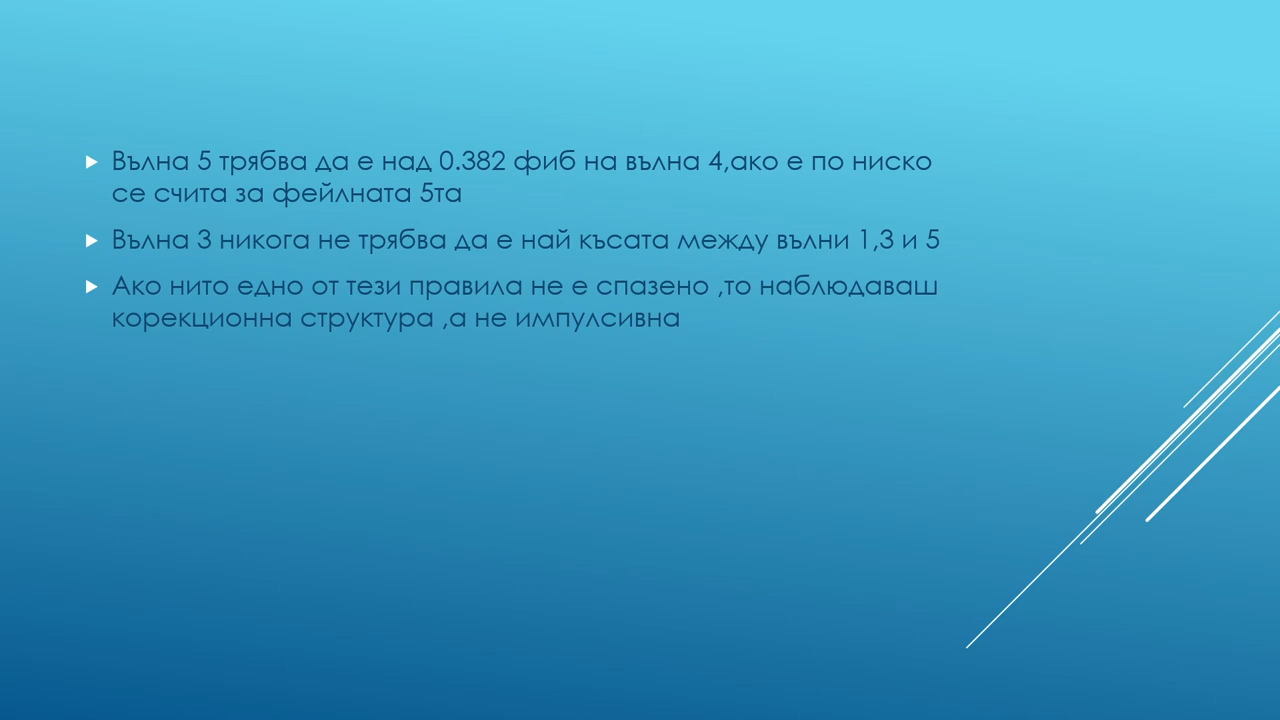 Вълна 5 трябва да е над 0.382 фиб на вълна 4,ако е по ниско
се счита за фейлната 5та
Вълна 3 никога не трябва да е най късата между вълни 1,3 и 5
Ако нито едно от тези правила не е спазено ,то наблюдаваш
корекционна структура ,а не импулсивна